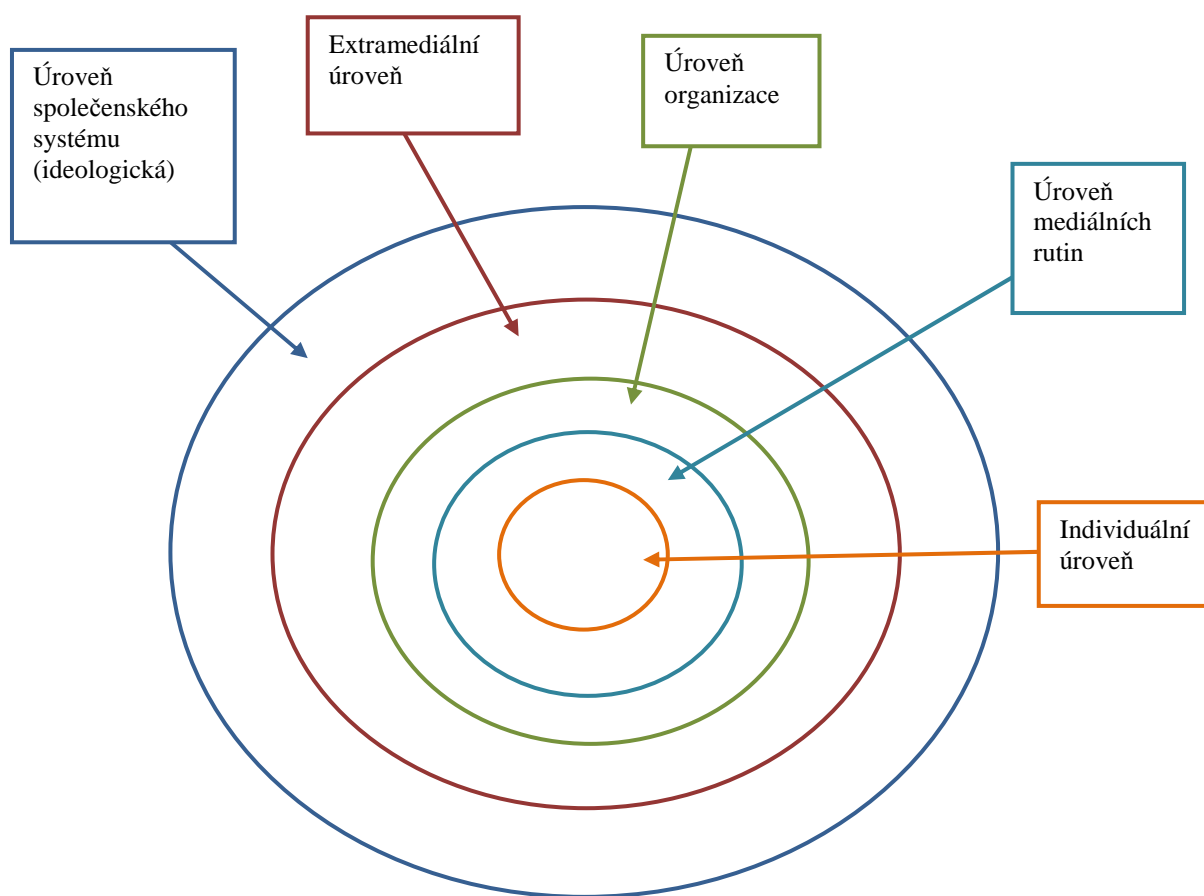 Úroveň
společenského
systému
(ideologická)
Extramediální
úroveň
Úroveň
organizace
Úroveň
mediálních
rutin
Individuální
úroveň